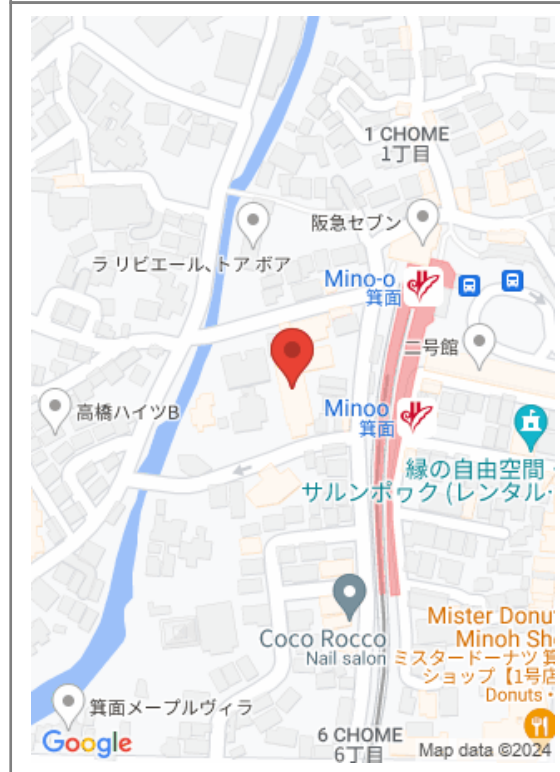 1 CHOME
1丁目
阪急セブン
ラ リビエール、トア ボア
Mino-o
箕面
二号館
高橋ハイツB
Minoo
箕面
縁の自由空間
サルンポゥク (レンタル
Mister Donu
Minoh Sh
ミスタードーナツ 箕
ショップ【1号店
Donuts・
Coco Rocco
Nail salon
箕面メープルヴィラ
6 CHOME
6丁目
Google
Map data ©2024